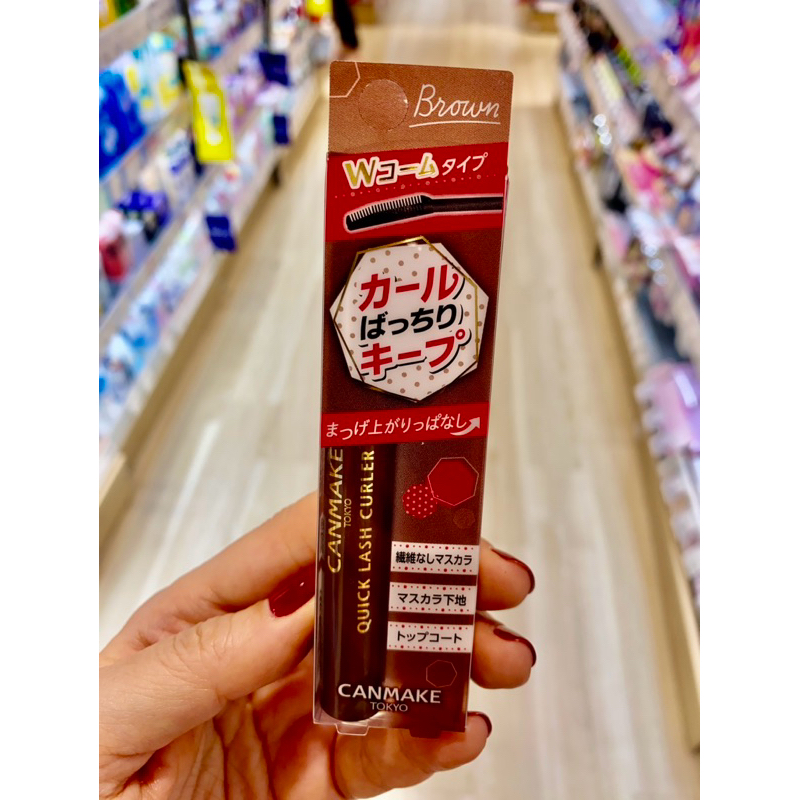 Brown
Wコームタイプ
カール
ばっちり
キープ
まつげ上がりっぱなし
CANMAKE
TOKYO
QUICK LASH CURLER
繊維なしマスカラ
マスカラ下地
トップコート
CANMAKE
TOKYO